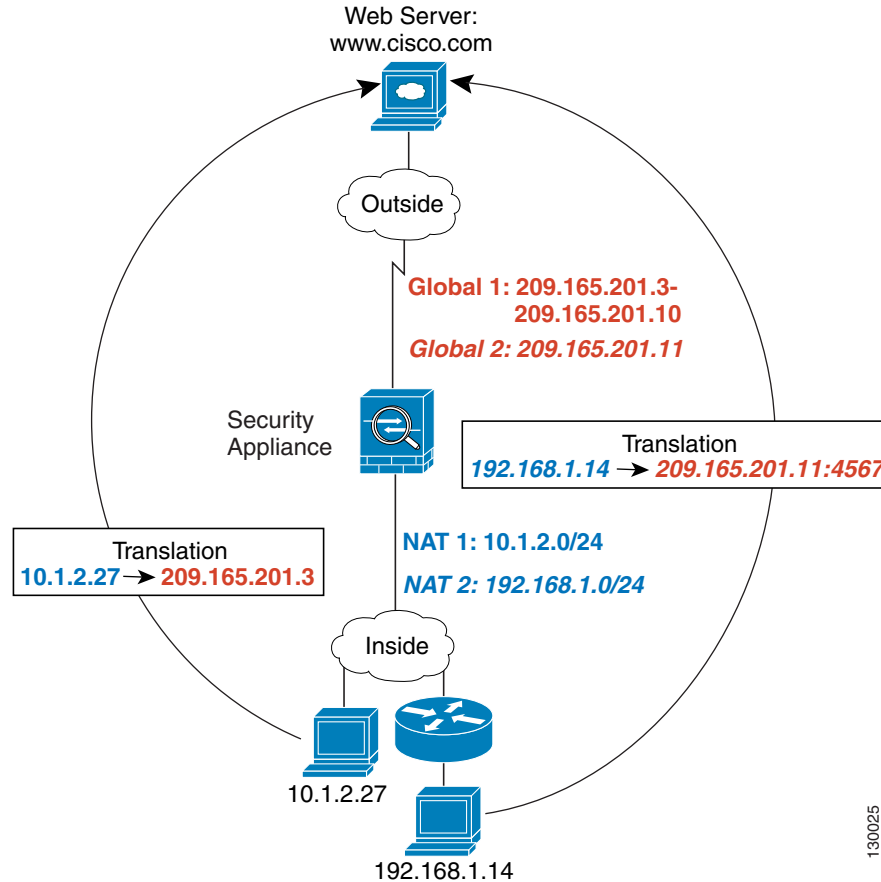 Web Server:
www.cisco.com
Outside
Global 1: 209.165.201.3-
209.165.201.10
Global 2: 209.165.201.11
Security
Appliance
Translation
192.168.1.14 209.165.201.11:4567
Translation
10.1.2.27 209.165.201.3
NAT 1: 10.1.2.0/24
NAT 2: 192.168.1.0/24
Inside
10.1.2.27
192.168.1.14
130025